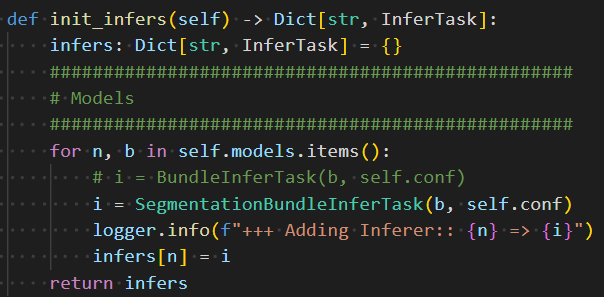 def init_infers(self) -> Dict[str, InferTask]:
    infers: Dict[str, InferTask] = {}
    #################################################
    # Models
    #################################################
    for n, b in self.models.items():
        # i = BundleInferTask(b, self.conf)
        i = SegmentationBundleInferTask(b, self.conf)
        logger.info(f"+++ Adding Inferer:: {n} => {i}")
        infers[n] = i
    return infers